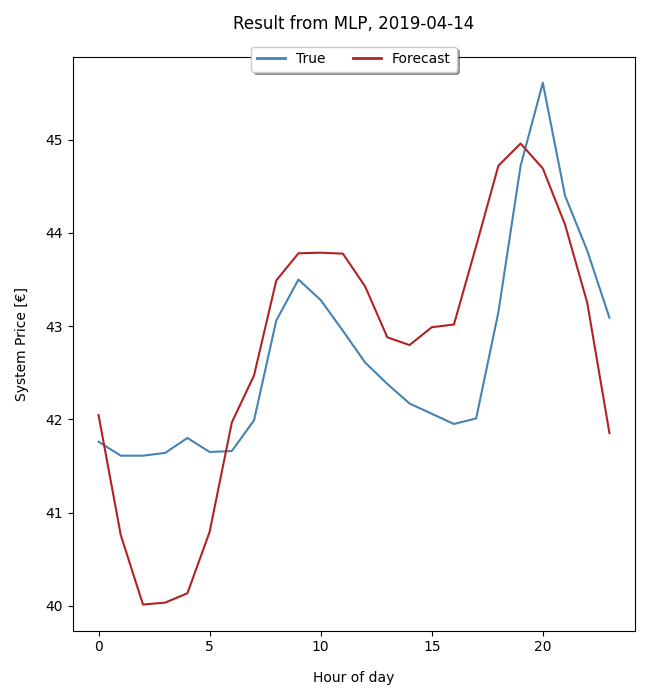 Result from MLP, 2019-04-14
True Forecast
45
44
43
42
41
40
System Price [€]
0 5 10 15 20
Hour of day